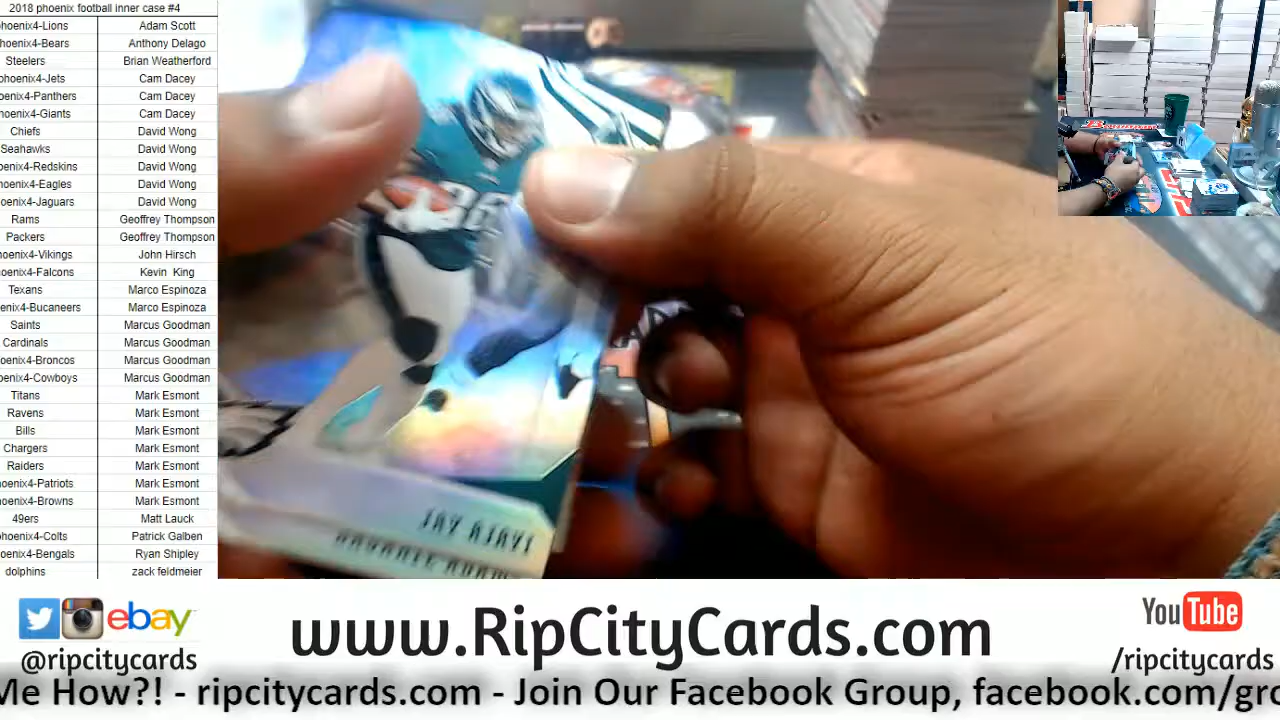 2018 phoenix football inner case #4
phoenix4-Lions Adam Scott
hoenix4-Bears Anthony Delago
Steelers Brian Weatherford
phoenix4-Jets Cam Dacey
oenix4-Panthers Cam Dacey
hoenix4-Giants Cam Dacey
Chiefs David Wong
Seahawks David Wong
enix4-Redskins David Wong
hoenix4-Eagles David Wong
oenix4-Jaguars David Wong
Rams Geoffrey Thompson
Packers Geoffrey Thompson
hoenix4-Vikings John Hirsch
oenix4-Falcons Kevin King
Texans Marco Espinoza
enix4-Bucaneers Marco Espinoza
Saints Marcus Goodman
Cardinals Marcus Goodman
oenix4-Broncos Marcus Goodman
oenix4-Cowboys Marcus Goodman
Titans Mark Esmont
Ravens Mark Esmont
Bills Mark Esmont
Chargers Mark Esmont
Raiders Mark Esmont
hoenix4-Patriots Mark Esmont
hoenix4-Browns Mark Esmont
49ers Matt Lauck
phoenix4-Colts Patrick Galben
oenix4-Bengals Ryan Shipley
dolphins zack feldmeier
JAY AJAYI
ebay
@ripcitycards
www.RipCityCards.com
YouTube
/ripcitycards
Me How?! - ripcitycards.com - Join Our Facebook Group, facebook.com/gro